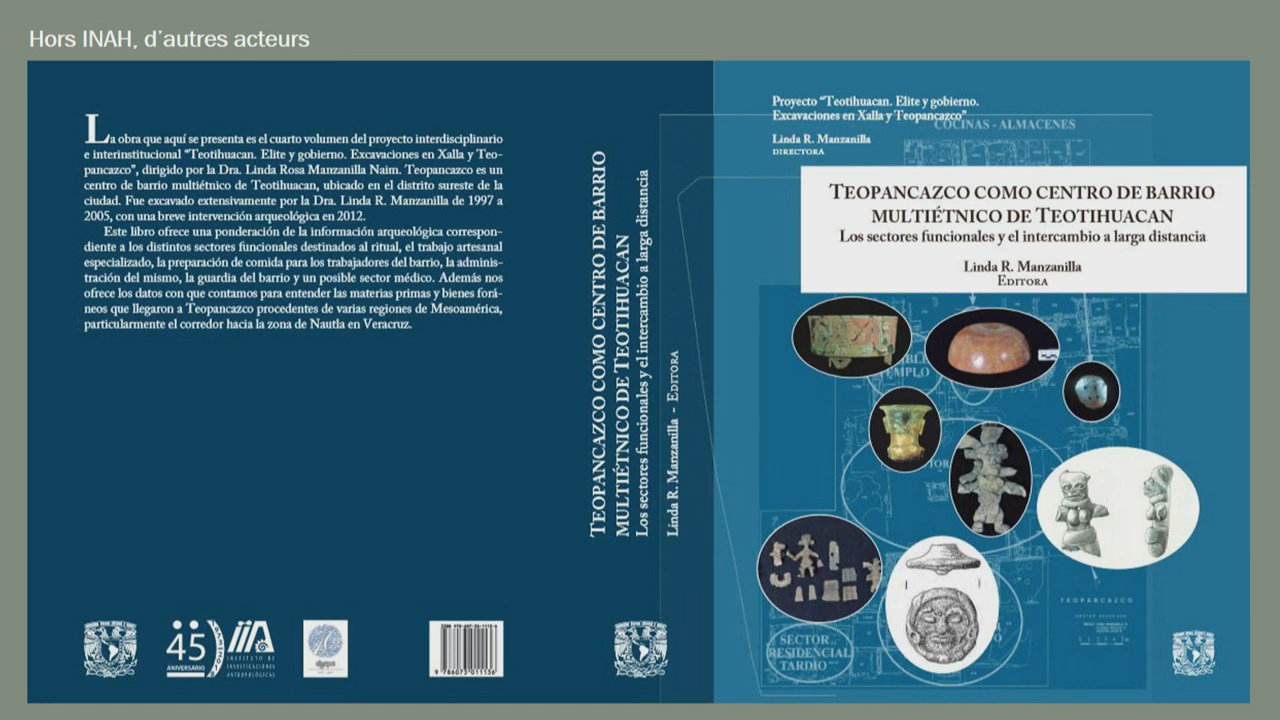 Hors INAH, d’autres acteurs
La obra que aquí se presenta es el cuarto volumen del proyecto interdisciplinario
e interinstitucional “Teotihuacan. Elite y gobierno. Excavaciones en Xalla y Teo-
pancazco”, dirigido por la Dra. Linda Rosa Manzanilla Naim. Teopancazco es un
centro de barrio multiétnico de Teotihuacan, ubicado en el distrito sureste de la
ciudad. Fue excavado extensivamente por la Dra. Linda R. Manzanilla de 1997 a
2005, con una breve intervención arqueológica en 2012.
Este libro ofrece una ponderación de la información arqueológica correspon-
diente a los distintos sectores funcionales destinados al ritual, el trabajo artesanal
especializado, la preparación de comida para los trabajadores del barrio, la adminis-
tración del mismo, la guardia del barrio y un posible sector médico. Además nos
ofrece los datos con que contamos para entender las materias primas y bienes forá-
neos que llegaron a Teopancazco procedentes de varias regiones de Mesoamérica,
particularmente el corredor hacia la zona de Nautla en Veracruz.
45
ANIVERSARIO
IIA
INSTITUTO DE
INVESTIGACIONES
ANTROPOLÓGICAS
9 786073 011136
TEOPANCAZCO COMO CENTRO DE BARRIO
MULTIÉTNICO DE TEOTIHUACAN
Los sectores funcionales y el intercambio a larga distancia
Linda R. Manzanilla - EDITORA
Proyecto “Teotihuacan. Elite y gobierno.
Excavaciones en Xalla y Teopancazco”
COCINAS - ALMACENES
Linda R. Manzanilla
DIRECTORA
TEOPANCAZCO COMO CENTRO DE BARRIO
MULTIÉTNICO DE TEOTIHUACAN
Los sectores funcionales y el intercambio a larga distancia
Linda R. Manzanilla
EDITORA
TEMPLO
TEOPANCAZCO
SECTOR
RESIDENCIAL
TARDÍO